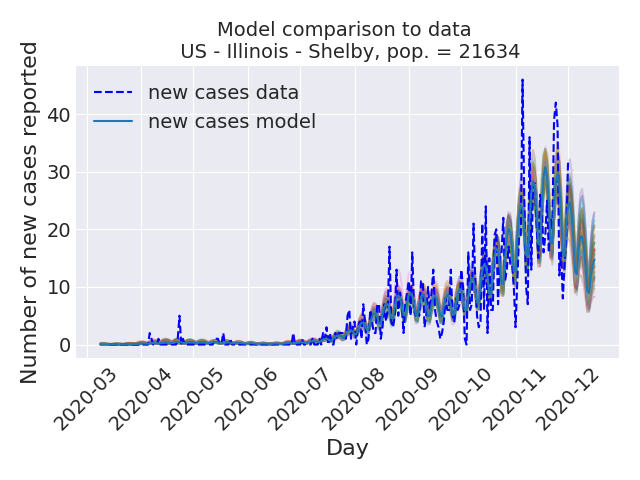 Model comparison to data
US - Illinois - Shelby, pop. = 21634
Number of new cases reported
40
30
20
10
0
new cases data
new cases model
2020-03
2020-04
2020-05
2020-06
2020-07
2020-08
2020-09
2020-10
2020-11
2020-12
Day